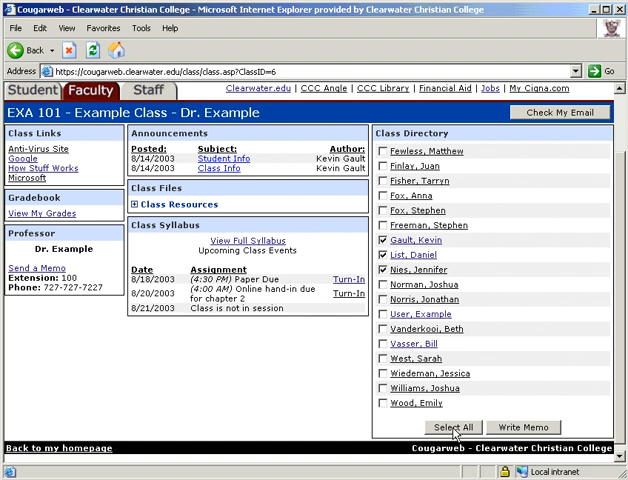 Cougarweb - Clearwater Christian College - Microsoft Internet Explorer provided by Clearwater Christian College
File Edit View Favorites Tools Help
Back
Address https://cougarweb.clearwater.edu/class/class.asp?ClassID=6 Go
Student Faculty Staff
Clearwater.edu | CCC Angle | CCC Library | Financial Aid | Jobs | My Cigna.com
EXA 101 - Example Class - Dr. Example
Check My Email
Class Links
Anti-Virus Site
Google
How Stuff Works
Microsoft
Gradebook
View My Grades
Professor
Dr. Example
Send a Memo
Extension: 100
Phone: 727-727-7227
Announcements
Posted: Subject: Author:
8/14/2003 Student Info Kevin Gault
8/14/2003 Class Info Kevin Gault
Class Files
Class Resources
Class Syllabus
View Full Syllabus
Upcoming Class Events
Date Assignment
8/18/2003 (4:30 PM) Paper Due Turn-In
8/20/2003 (4:00 AM) Online hand-in due for chapter 2 Turn-In
8/21/2003 Class is not in session
Class Directory
Fewless, Matthew
Finlay, Juan
Fisher, Tarryn
Fox, Anna
Fox, Stephen
Freeman, Stephen
Gault, Kevin
List, Daniel
Nies, Jennifer
Norman, Joshua
Norris, Jonathan
User, Example
Vanderkooi, Beth
Vasser, Bill
West, Sarah
Wiedeman, Jessica
Williams, Joshua
Wood, Emily
Select All Write Memo
Back to my homepage
Cougarweb - Clearwater Christian College
Local intranet